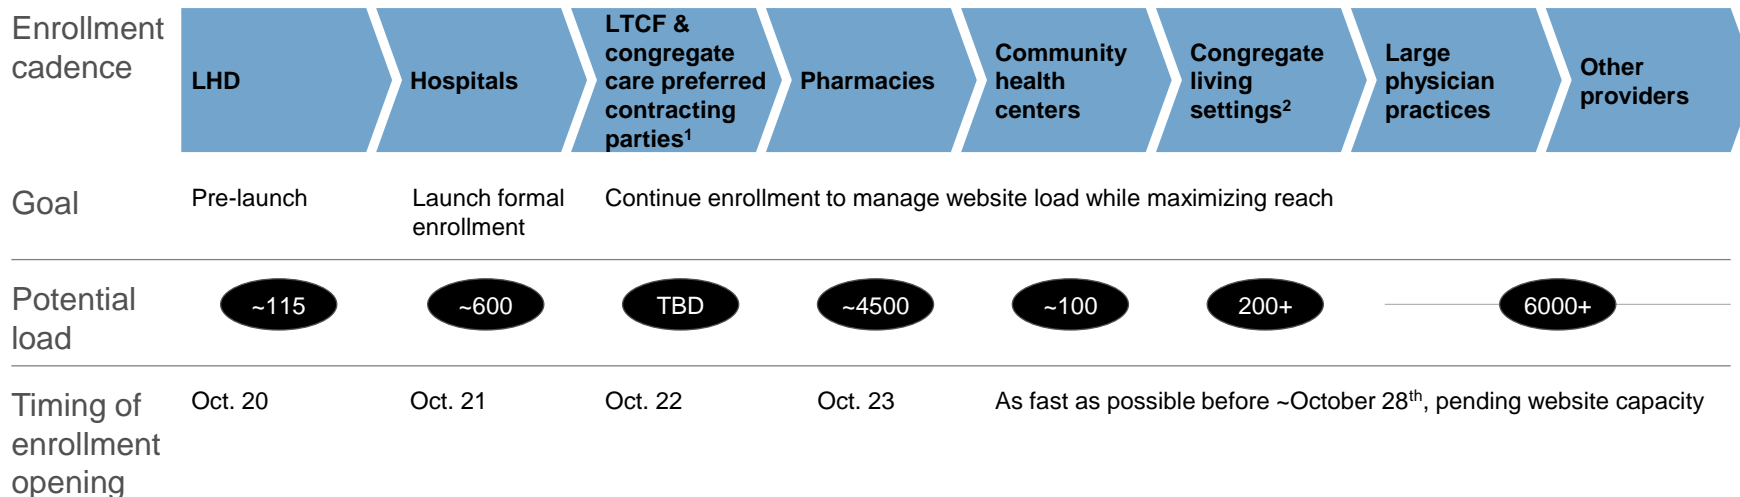 Enrollment
cadence
LHD
Hospitals
LTCF &
congregate
care preferred
contracting
parties¹
Pharmacies
Community
health
centers
Congregate
living
settings²
Large
physician
practices
Other
providers
Goal
Pre-launch
Launch formal
enrollment
Continue enrollment to manage website load while maximizing reach
Potential
load
~115
~600
TBD
~4500
~100
200+
6000+
Timing of
enrollment
opening
Oct. 20
Oct. 21
Oct. 22
Oct. 23
As fast as possible before ~October 28th, pending website capacity